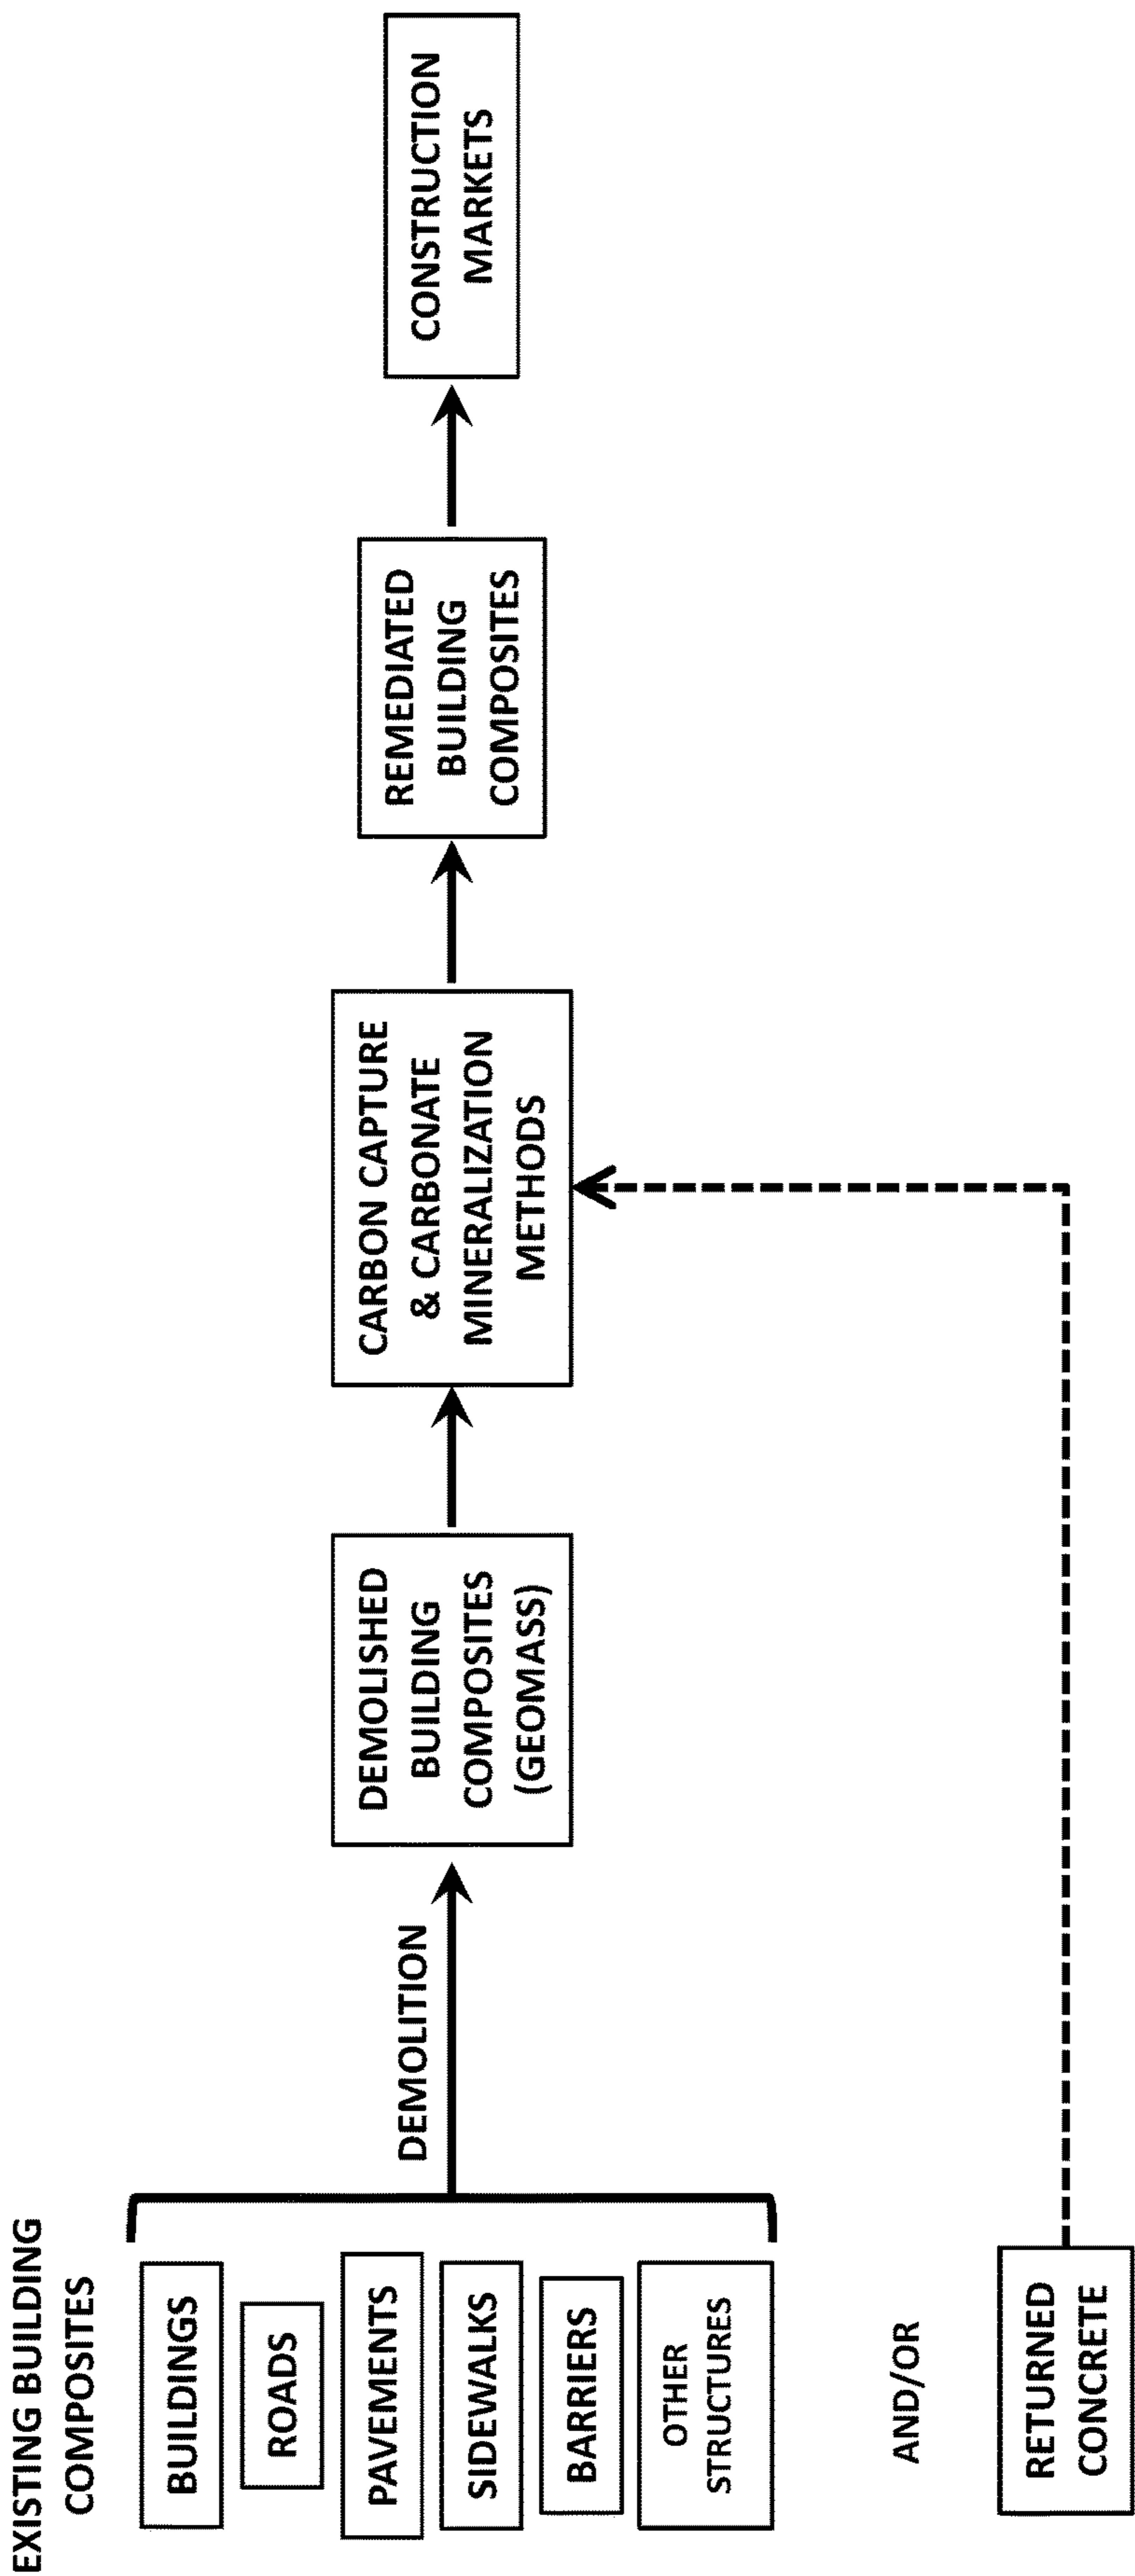 EXISTING BUILDING
COMPOSITES
BUILDINGS
ROADS
PAVEMENTS
SIDEWALKS
BARRIERS
OTHER
STRUCTURES
AND/OR
RETURNED
CONCRETE
DEMOLITION
DEMOLISHED
BUILDING
COMPOSITES
(GEOMASS)
CARBON CAPTURE
& CARBONATE
MINERALIZATION
METHODS
REMEDIATED
BUILDING
COMPOSITES
CONSTRUCTION
MARKETS